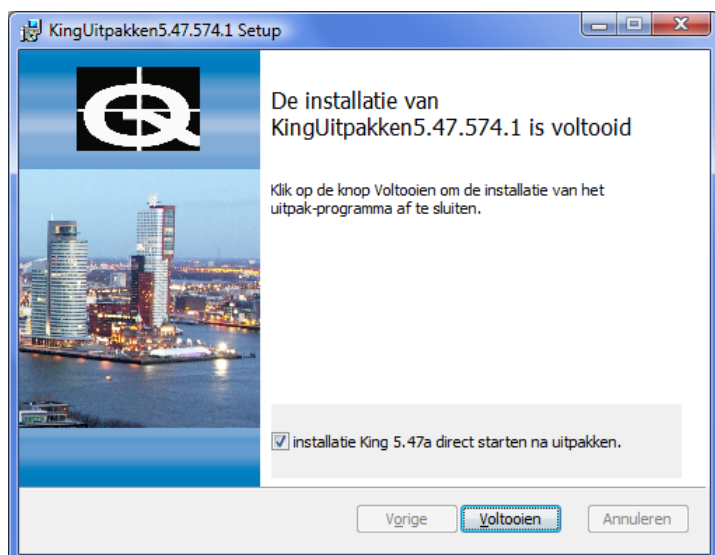 KingUitpakken5.47.574.1 Setup
De installatie van
KingUitpakken5.47.574.1 is voltooid
Klik op de knop Voltooien om de installatie van het
uitpak-programma af te sluiten.
installatie King 5.47a direct starten na uitpakken.
Vorige
Voltooien
Annuleren